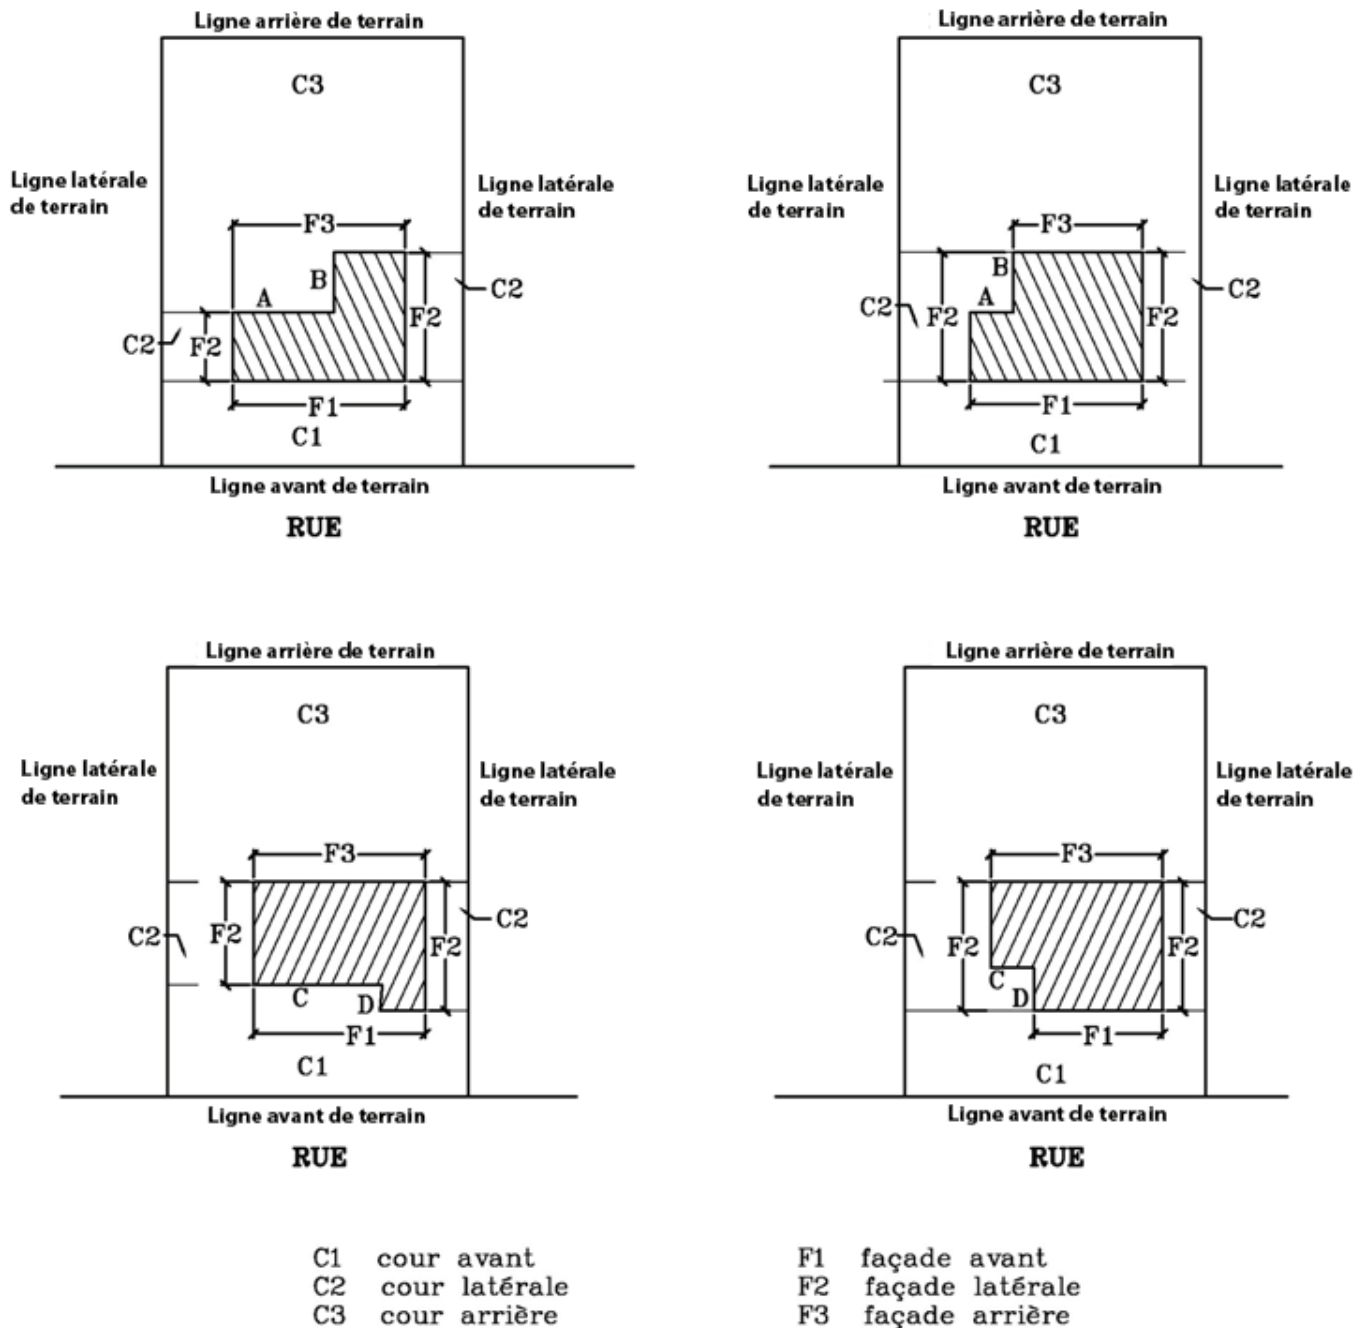 Ligne arrière de terrain
C3
Ligne latérale
de terrain
Ligne latérale
de terrain
F3
B
A
C2
F2
F2
C2
F1
C1
Ligne avant de terrain
RUE
Ligne arrière de terrain
C3
Ligne latérale
de terrain
Ligne latérale
de terrain
F3
B
A
C2
C2
F2
F2
F1
C1
Ligne avant de terrain
RUE
Ligne arrière de terrain
C3
Ligne latérale
de terrain
Ligne latérale
de terrain
F3
C2
F2
C2
F2
C
D
F1
C1
Ligne avant de terrain
RUE
Ligne arrière de terrain
C3
Ligne latérale
de terrain
Ligne latérale
de terrain
F3
C2
C2
F2
F2
C
D
F1
C1
Ligne avant de terrain
RUE
C1 cour avant
C2 cour latérale
C3 cour arrière
F1 façade avant
F2 façade latérale
F3 façade arrière